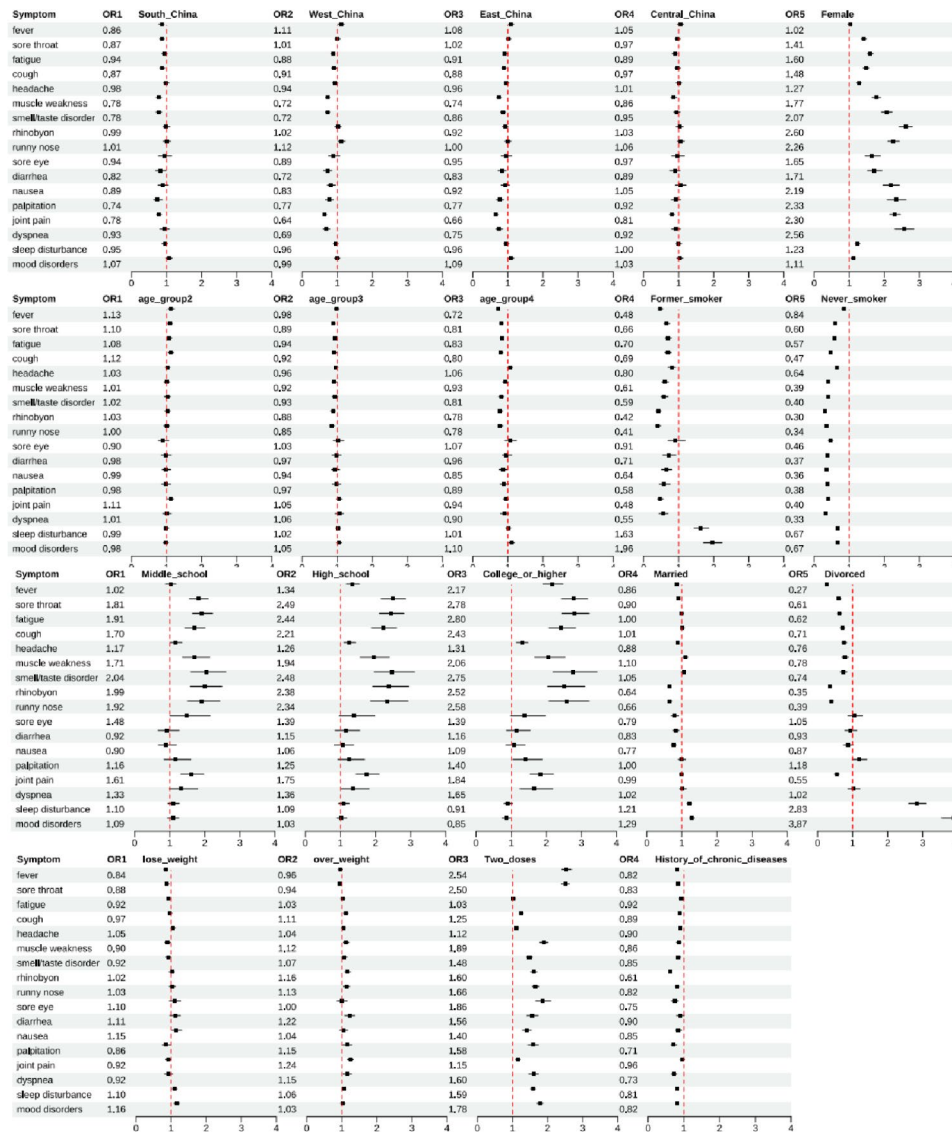 Symptom OR1 South_China OR2 West_China OR3 East_China OR4 Central_China OR5 Female
fever 0.86 1.11 1.08 1.05 1.02
sore throat 0.87 1.01 1.02 0.97 1.41
fatigue 0.94 0.88 0.91 0.89 1.60
cough 0.87 0.91 0.88 0.97 1.48
headache 0.98 0.94 0.96 1.01 1.27
muscle weakness 0.78 0.72 0.74 0.86 1.77
smell/taste disorder 0.78 0.72 0.86 0.95 2.07
rhinobyon 0.99 1.02 0.92 1.03 2.60
runny nose 1.01 1.12 1.00 1.06 2.26
sore eye 0.94 0.89 0.95 0.97 1.65
diarrhea 0.82 0.72 0.83 0.89 1.71
nausea 0.89 0.83 0.92 1.05 2.19
palpitation 0.74 0.77 0.77 0.92 2.33
joint pain 0.78 0.64 0.66 0.81 2.30
dyspnea 0.93 0.69 0.75 0.92 2.56
sleep disturbance 0.95 0.96 0.96 1.00 1.23
mood disorders 1.07 0.99 1.09 1.03 1.11
0 1 2 3 4 0 1 2 3 4 0 1 2 3 4 0 1 2 3 4 0 1 2 3 4
Symptom OR1 age_group2 OR2 age_group3 OR3 age_group4 OR4 Former_smoker OR5 Never_smoker
fever 1.13 0.98 0.72 0.48 0.84
sore throat 1.10 0.89 0.81 0.66 0.60
fatigue 1.08 0.94 0.83 0.70 0.57
cough 1.12 0.92 0.80 0.69 0.47
headache 1.03 0.96 1.06 0.80 0.64
muscle weakness 1.01 0.92 0.93 0.61 0.39
smell/taste disorder 1.02 0.93 0.81 0.59 0.40
rhinobyon 1.03 0.88 0.78 0.42 0.30
runny nose 1.00 0.85 0.78 0.41 0.34
sore eye 0.90 1.03 1.07 0.91 0.46
diarrhea 0.98 0.97 0.96 0.71 0.37
nausea 0.99 0.94 0.85 0.64 0.36
palpitation 0.98 0.97 0.89 0.58 0.38
joint pain 1.11 1.05 0.94 0.48 0.40
dyspnea 1.01 1.06 0.90 0.55 0.33
sleep disturbance 0.99 1.02 1.01 1.63 0.67
mood disorders 0.98 1.05 1.10 1.96 0.67
0 1 2 3 4 0 1 2 3 4 0 1 2 3 4 0 1 2 3 4 0 1 2 3 4
Symptom OR1 Middle_school OR2 High_school OR3 College_or_higher OR4 Married OR5 Divorced
fever 1.02 1.34 2.17 0.86 0.27
sore throat 1.81 2.49 2.78 0.90 0.61
fatigue 1.91 2.44 2.80 1.00 0.62
cough 1.70 2.21 2.43 1.01 0.71
headache 1.17 1.26 1.31 0.88 0.76
muscle weakness 1.71 1.94 2.06 1.10 0.78
smell/taste disorder 2.04 2.48 2.75 1.05 0.74
rhinobyon 1.99 2.38 2.52 0.64 0.35
runny nose 1.92 2.34 2.58 0.66 0.39
sore eye 1.48 1.39 1.39 0.79 1.05
diarrhea 0.92 1.15 1.16 0.83 0.93
nausea 0.90 1.06 1.09 0.77 0.87
palpitation 1.16 1.25 1.40 1.00 1.18
joint pain 1.61 1.75 1.84 0.99 0.55
dyspnea 1.33 1.36 1.65 1.02 1.02
sleep disturbance 1.10 1.09 0.91 1.21 2.83
mood disorders 1.09 1.03 0.85 1.29 3.87
0 1 2 3 4 0 1 2 3 4 0 1 2 3 4 0 1 2 3 4 0 1 2 3 4
Symptom OR1 lose_weight OR2 over_weight OR3 Two_doses OR4 History_of_chronic_diseases
fever 0.84 0.96 2.54 0.82
sore throat 0.88 0.94 2.50 0.83
fatigue 0.92 1.03 1.03 0.92
cough 0.97 1.11 1.25 0.89
headache 1.05 1.04 1.12 0.90
muscle weakness 0.90 1.12 1.89 0.86
smell/taste disorder 0.92 1.07 1.48 0.85
rhinobyon 1.02 1.16 1.60 0.61
runny nose 1.03 1.13 1.66 0.82
sore eye 1.10 1.00 1.86 0.75
diarrhea 1.11 1.22 1.56 0.90
nausea 1.15 1.04 1.40 0.85
palpitation 0.86 1.15 1.58 0.71
joint pain 0.92 1.24 1.15 0.96
dyspnea 0.92 1.15 1.60 0.73
sleep disturbance 1.10 1.06 1.59 0.81
mood disorders 1.16 1.03 1.78 0.82
0 1 2 3 4 0 1 2 3 4 0 1 2 3 4 0 1 2 3 4